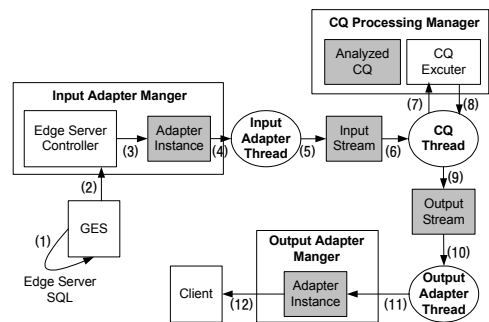 CQ Processing Manager
Analyzed
CQ
CQ
Excuter
(7)
(8)
Input Adapter Manger
Edge Server
Controller
(3)
Adapter
Instance
(4)
Input
Adapter
Thread
(5)
Input
Stream
(6)
CQ
Thread
(2)
(9)
(1)
GES
Output
Stream
Edge Server
SQL
(10)
Output Adapter
Manger
Client
(12)
Adapter
Instance
(11)
Output
Adapter
Thread